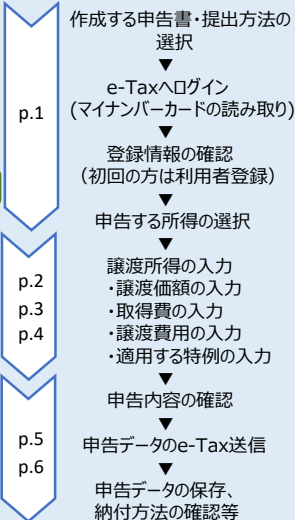 作成する申告書・提出方法の
選択
▼
e-Taxへログイン
(マイナンバーカードの読み取り)
p.1
▼
登録情報の確認
（初回の方は利用者登録）
▼
申告する所得の選択
▼
p.2
p.3
p.4
譲渡所得の入力
・譲渡価額の入力
・取得費の入力
・譲渡費用の入力
・適用する特例の入力
▼
申告内容の確認
▼
p.5
p.6
申告データのe-Tax送信
▼
申告データの保存、
納付方法の確認等